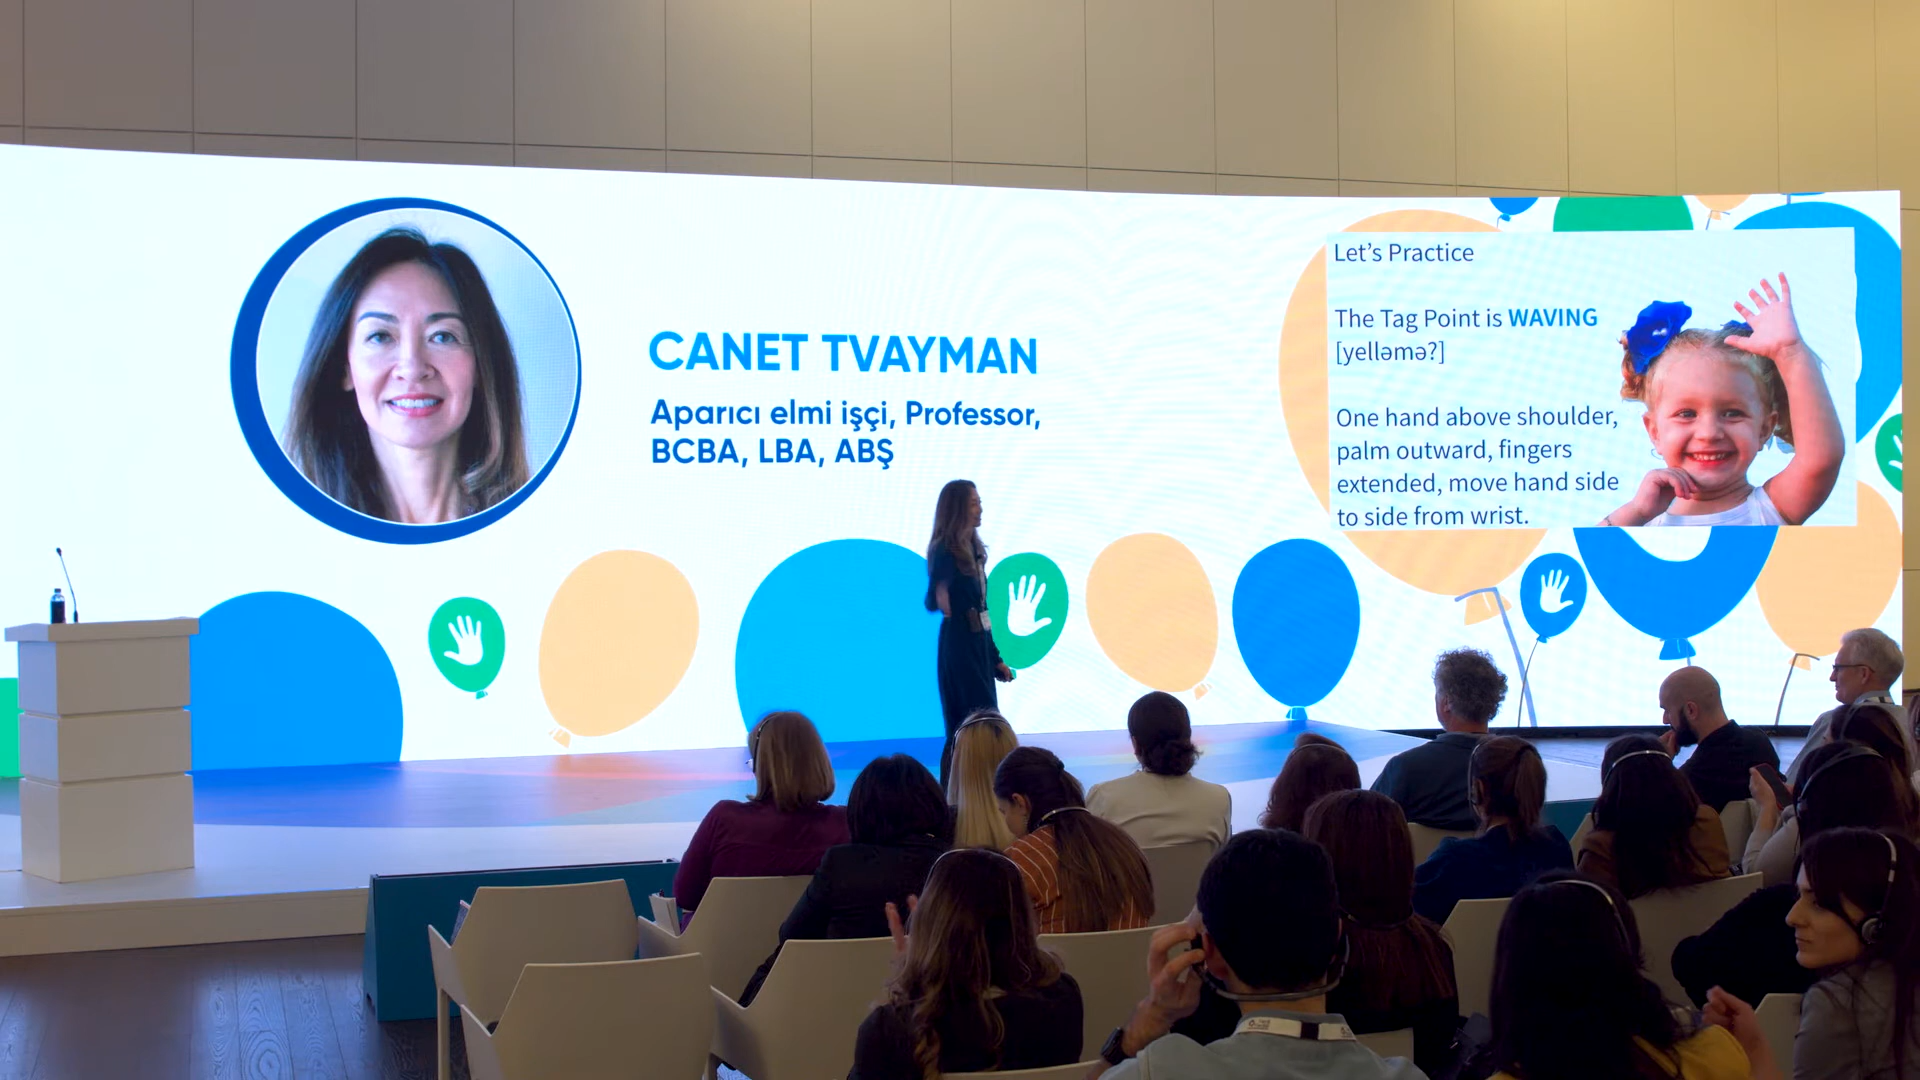 CANET TVAYMAN
Aparıcı elmi işçi, Professor,
BCBA, LBA, ABŞ
Let's Practice
The Tag Point is WAVING
[yelləmə?]
One hand above shoulder,
palm outward, fingers
extended, move hand side
to side from wrist.